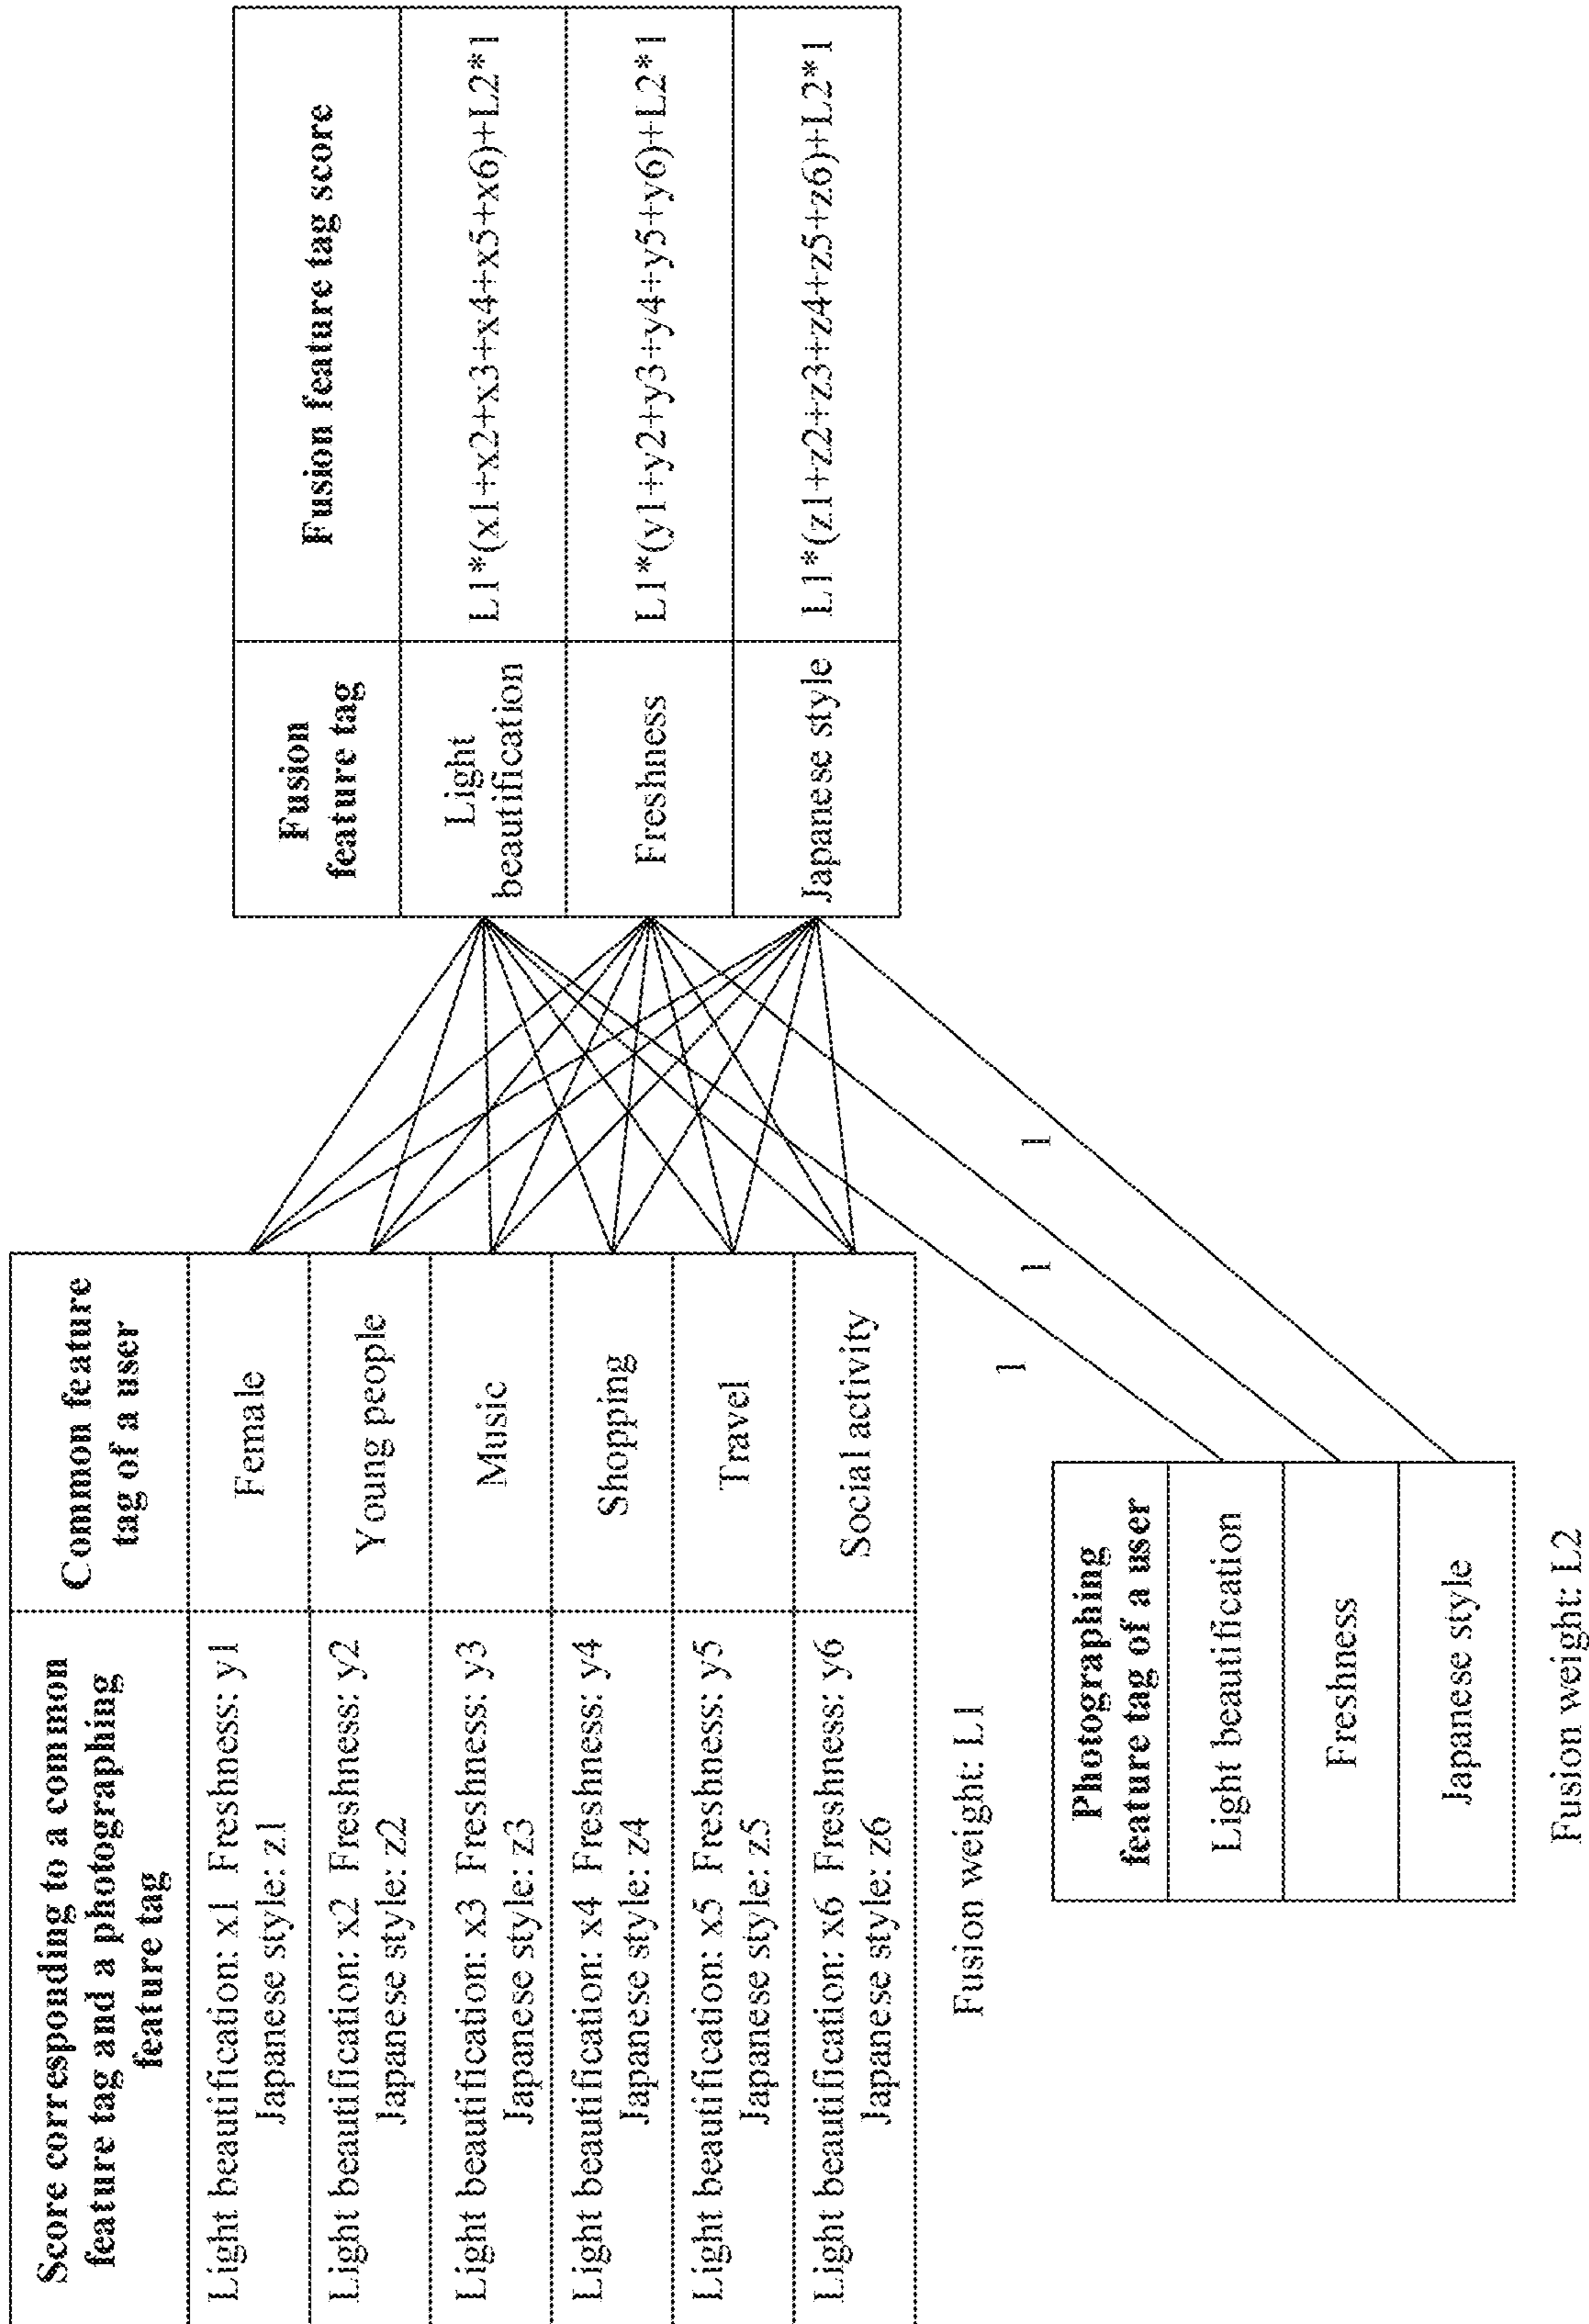 Score corresponding to a common
feature tag and a photographing
feature tag
Common feature
tag of a user
Light beautification: x1 Freshness: y1
Japanese style: z1
Female
Light beautification: x2 Freshness: y2
Japanese style: z2
Young people
Light beautification: x3 Freshness: y3
Japanese style: z3
Music
Light beautification: x4 Freshness: y4
Japanese style: z4
Shopping
Light beautification: x5 Freshness: y5
Japanese style: z5
Travel
Light beautification: x6 Freshness: y6
Japanese style: z6
Social activity
Fusion weight: L1
Photographing
feature tag of a user
Light beautification
Freshness
Japanese style
Fusion weight: L2
1
1
1
Fusion
feature tag
Fusion feature tag score
Light
beautification
L1*(x1+x2+x3+x4+x5+x6)+L2*1
Freshness
L1*(y1+y2+y3+y4+y5+y6)+L2*1
Japanese style
L1*(z1+z2+z3+z4+z5+z6)+L2*1